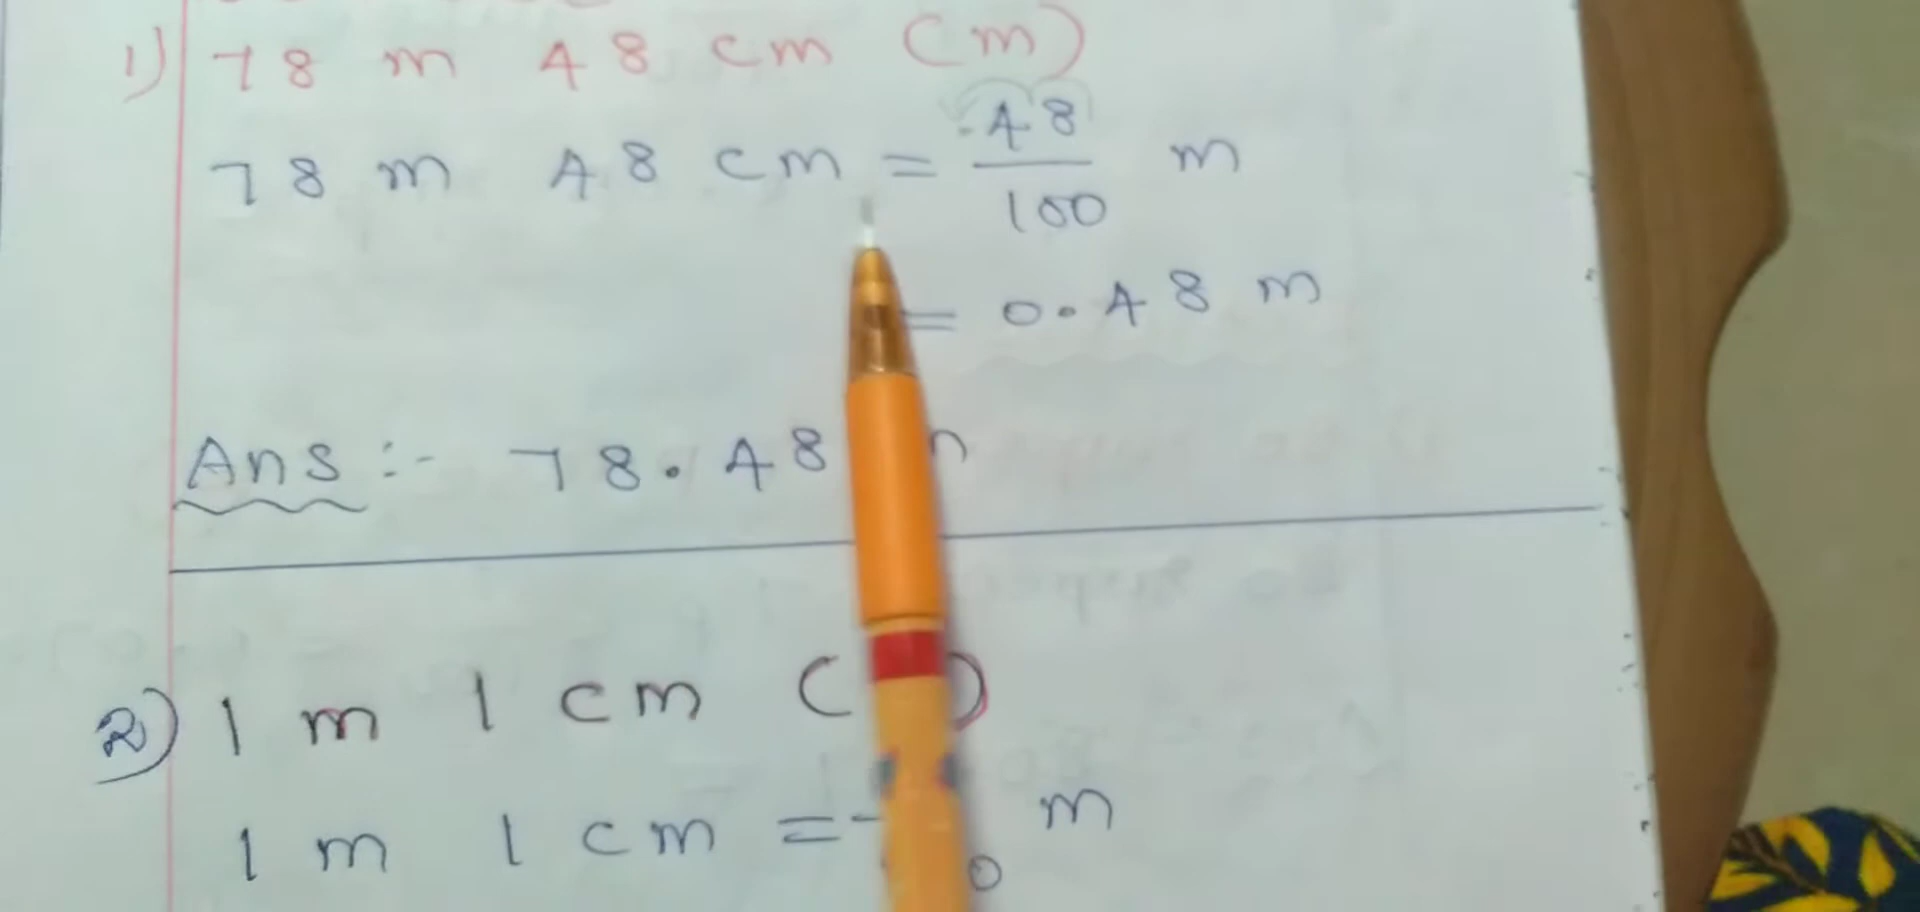 1) 78 m 48 cm (m)
78 m 48 cm = .48/100 m
= 0.48 m
Ans :- 78.48
2) 1 m 1 cm ( )
1 m 1 cm = m